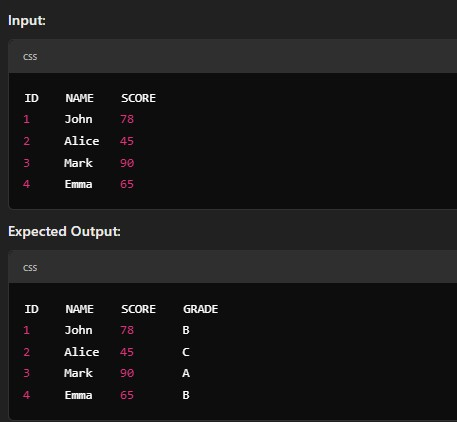 Input:
css
ID NAME SCORE
1 John 78
2 Alice 45
3 Mark 90
4 Emma 65
Expected Output:
css
ID NAME SCORE GRADE
1 John 78 B
2 Alice 45 C
3 Mark 90 A
4 Emma 65 B